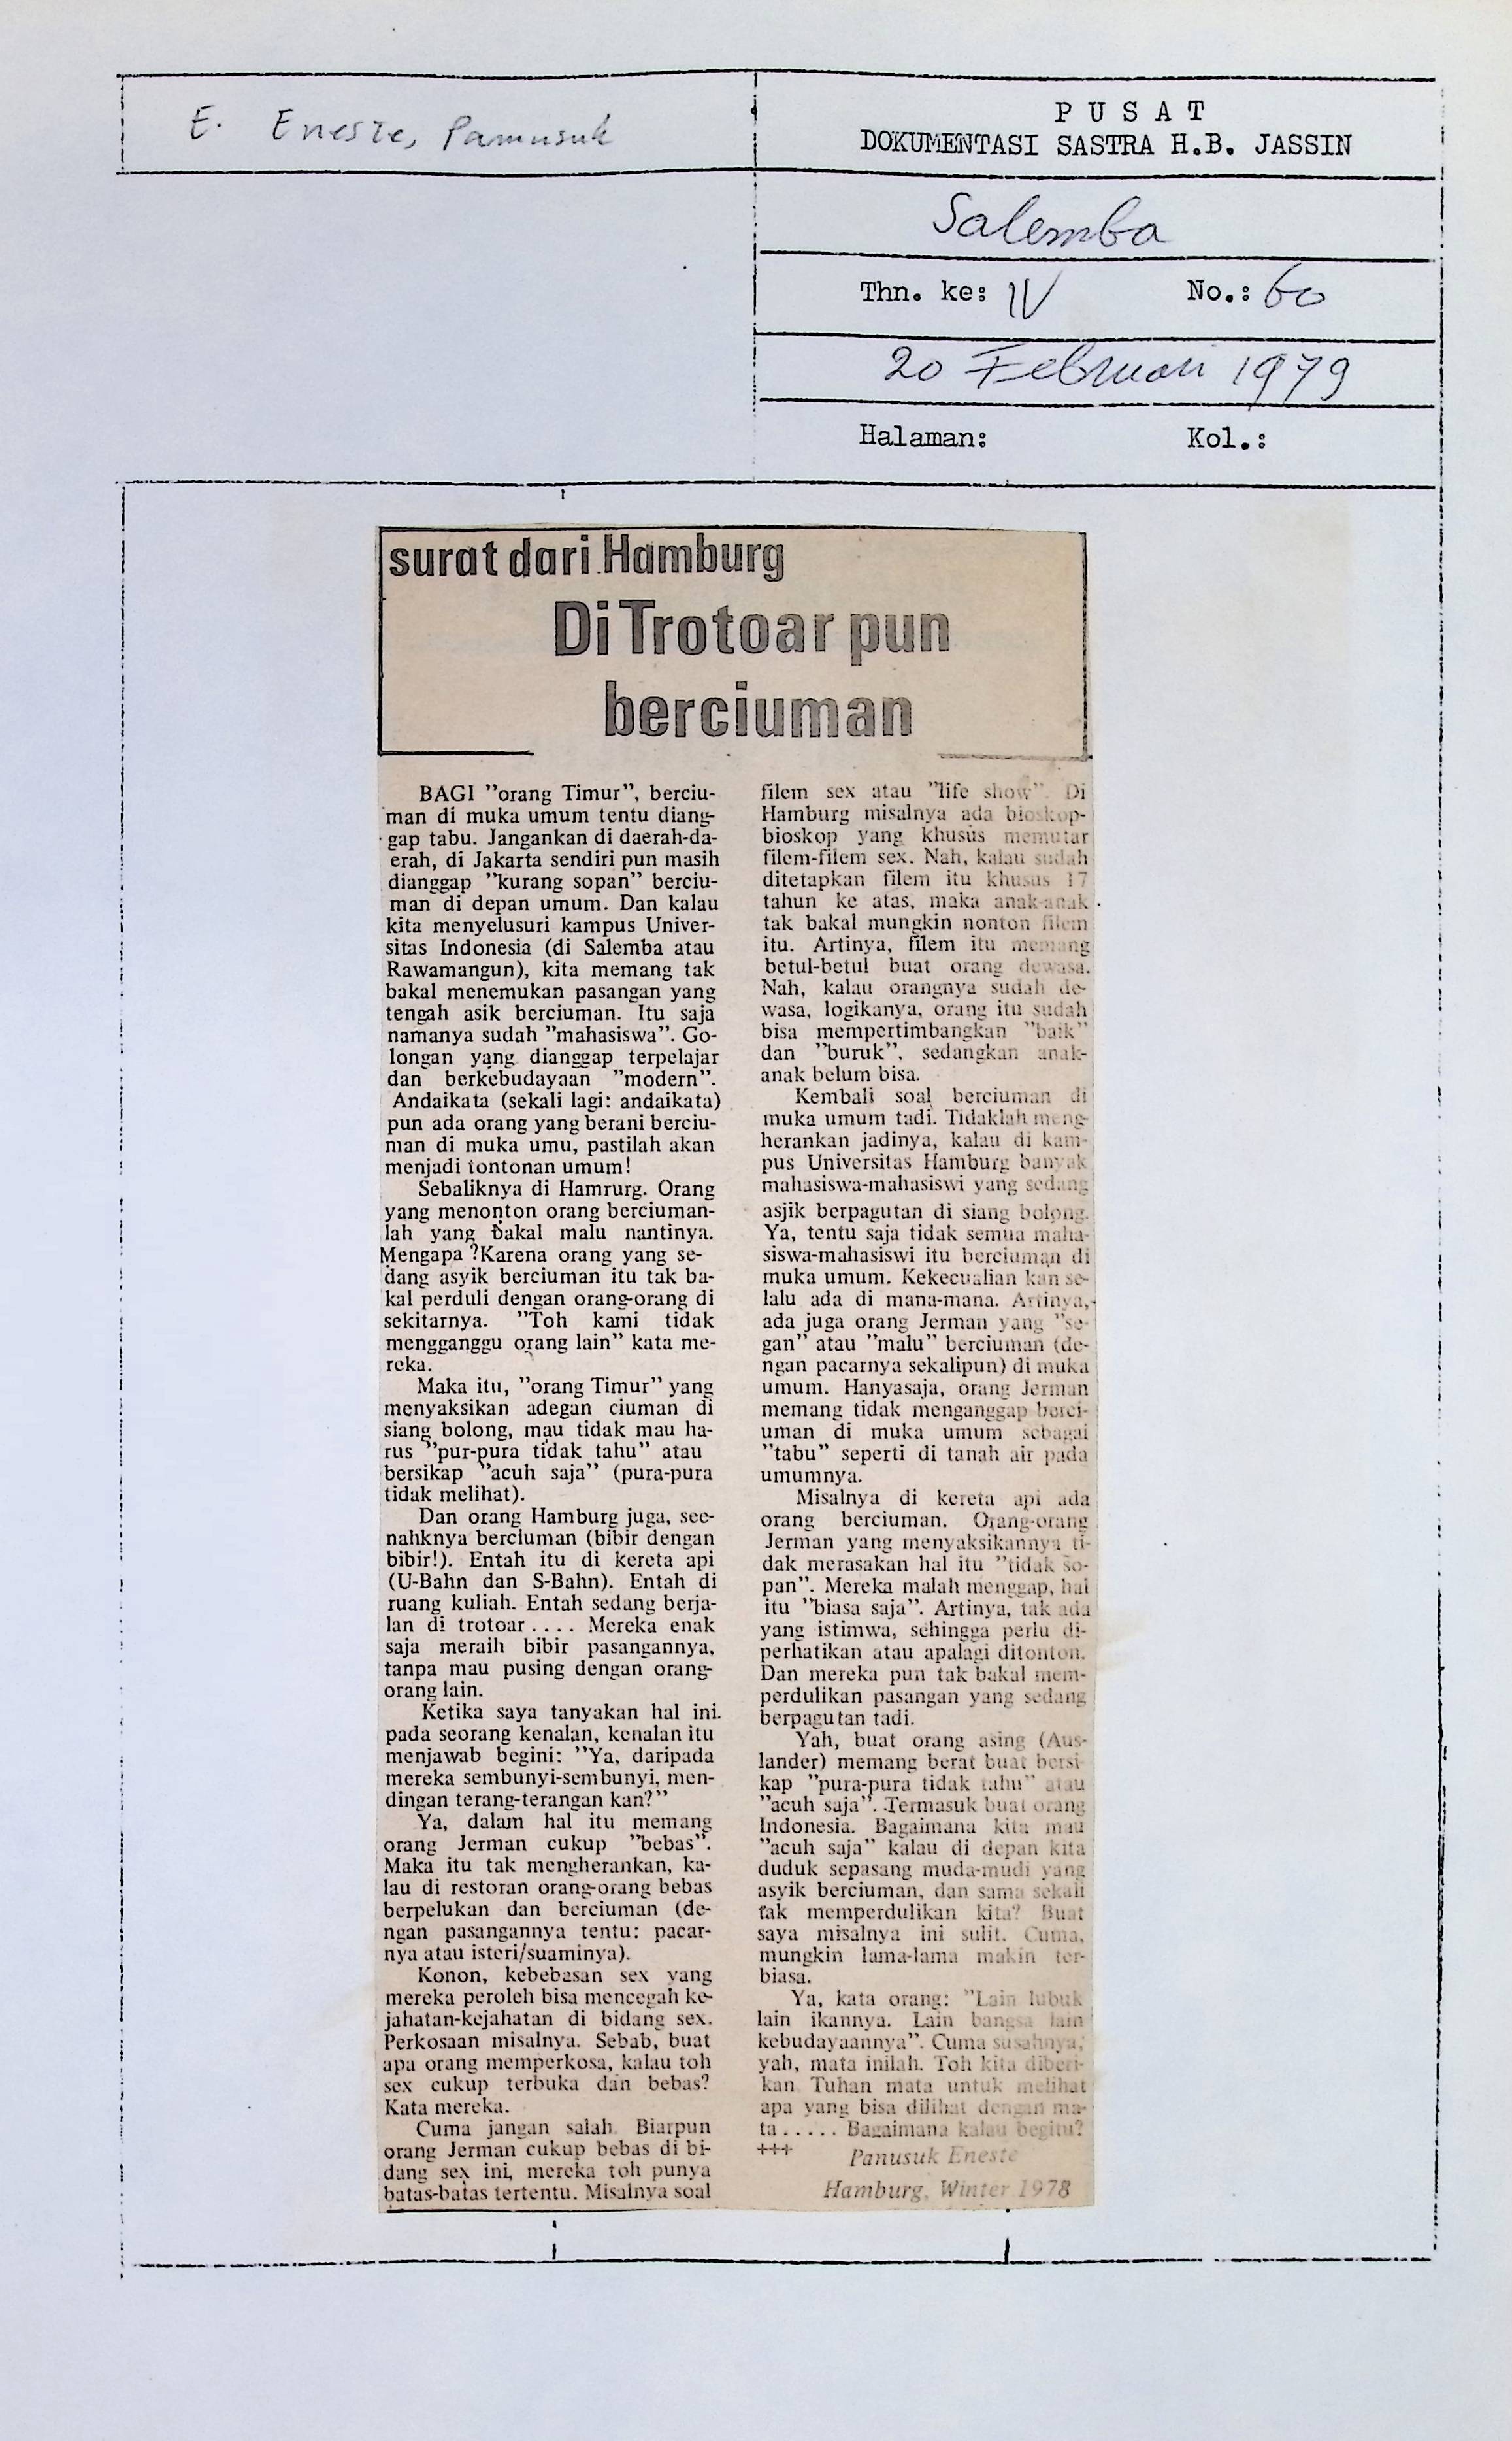 E. Eneste, Pamusuk
P U S A T
DOKUMENTASI SASTRA H.B. JASSIN
Salemba
Thn. ke: IV No.: 60
20 Februari 1979
Halaman: Kol.:
surat dari Hamburg
Di Trotoar pun
berciuman
BAGI "orang Timur", berciu-
man di muka umum tentu diang-
gap tabu. Jangankan di daerah-da-
erah, di Jakarta sendiri pun masih
dianggap "kurang sopan" berciu-
man di depan umum. Dan kalau
kita menyelusuri kampus Univer-
sitas Indonesia (di Salemba atau
Rawamangun), kita memang tak
bakal menemukan pasangan yang
tengah asik berciuman. Itu saja
namanya sudah "mahasiswa". Go-
longan yang dianggap terpelajar
dan berkebudayaan "modern".
Andaikata (sekali lagi: andaikata)
pun ada orang yang berani berciu-
man di muka umu, pastilah akan
menjadi tontonan umum!
Sebaliknya di Hamrurg. Orang
yang menonton orang berciuman-
lah yang bakal malu nantinya.
Mengapa ?Karena orang yang se-
dang asyik berciuman itu tak ba-
kal perduli dengan orang-orang di
sekitarnya. "Toh kami tidak
mengganggu orang lain" kata me-
reka.
Maka itu, "orang Timur" yang
menyaksikan adegan ciuman di
siang bolong, mau tidak mau ha-
rus "pur-pura tidak tahu" atau
bersikap "acuh saja" (pura-pura
tidak melihat).
Dan orang Hamburg juga, see-
nahknya berciuman (bibir dengan
bibir!). Entah itu di kereta api
(U-Bahn dan S-Bahn). Entah di
ruang kuliah. Entah sedang berja-
lan di trotoar .... Mereka enak
saja meraih bibir pasangannya,
tanpa mau pusing dengan orang-
orang lain.
Ketika saya tanyakan hal ini
pada seorang kenalan, kenalan itu
menjawab begini: "Ya, daripada
mereka sembunyi-sembunyi, men-
dingan terang-terangan kan?"
Ya, dalam hal itu memang
orang Jerman cukup "bebas".
Maka itu tak mengherankan, ka-
lau di restoran orang-orang bebas
berpelukan dan berciuman (de-
ngan pasangannya tentu: pacar-
nya atau isteri/suaminya).
Konon, kebebasan sex yang
mereka peroleh bisa mencegah ke-
jahatan-kejahatan di bidang sex.
Perkosaan misalnya. Sebab, buat
apa orang memperkosa, kalau toh
sex cukup terbuka dan bebas?
Kata mereka.
Cuma jangan salah. Biarpun
orang Jerman cukup bebas di bi-
dang sex ini, mereka toh punya
batas-batas tertentu. Misalnya soal
filem sex atau "life show". Di
Hamburg misalnya ada bioskop-
bioskop yang khusus memutar
filem-filem sex. Nah, kalau sudah
ditetapkan filem itu khusus 17
tahun ke atas, maka anak-anak
tak bakal mungkin nonton filem
itu. Artinya, filem itu memang
betul-betul buat orang dewasa.
Nah, kalau orangnya sudah de-
wasa, logikanya, orang itu sudah
bisa mempertimbangkan "baik"
dan "buruk", sedangkan anak-
anak belum bisa.
Kembali soal berciuman di
muka umum tadi. Tidaklah meng-
herankan jadinya, kalau di kam-
pus Universitas Hamburg banyak
mahasiswa-mahasiswi yang sedang
asjik berpagutan di siang bolong.
Ya, tentu saja tidak semua maha-
siswa-mahasiswi itu berciuman di
muka umum. Kekecualian kan se-
lalu ada di mana-mana. Artinya,
ada juga orang Jerman yang "se-
gan" atau "malu" berciuman (de-
ngan pacarnya sekalipun) di muka
umum. Hanyasaja, orang Jerman
memang tidak menganggap berci-
uman di muka umum sebagai
"tabu" seperti di tanah air pada
umumnya.
Misalnya di kereta api ada
orang berciuman. Orang-orang
Jerman yang menyaksikannya ti-
dak merasakan hal itu "tidak so-
pan". Mereka malah menggap, hal
itu "biasa saja". Artinya, tak ada
yang istimwa, sehingga perlu di-
perhatikan atau apalagi ditonton.
Dan mereka pun tak bakal mem-
perdulikan pasangan yang sedang
berpagutan tadi.
Yah, buat orang asing (Aus-
lander) memang berat buat bersi-
kap "pura-pura tidak tahu" atau
"acuh saja". Termasuk buat orang
Indonesia. Bagaimana kita mau
"acuh saja" kalau di depan kita
duduk sepasang muda-mudi yang
asyik berciuman, dan sama sekali
tak memperdulikan kita? Buat
saya misalnya ini sulit. Cuma,
mungkin lama-lama makin ter-
biasa.
Ya, kata orang: "Lain lubuk
lain ikannya. Lain bangsa lain
kebudayaannya". Cuma susahnya,
yah, mata inilah. Toh kita diberi-
kan Tuhan mata untuk melihat
apa yang bisa dilihat dengan ma-
ta ..... Bagaimana kalau begitu?
+++ Panusuk Eneste
Hamburg, Winter 1978